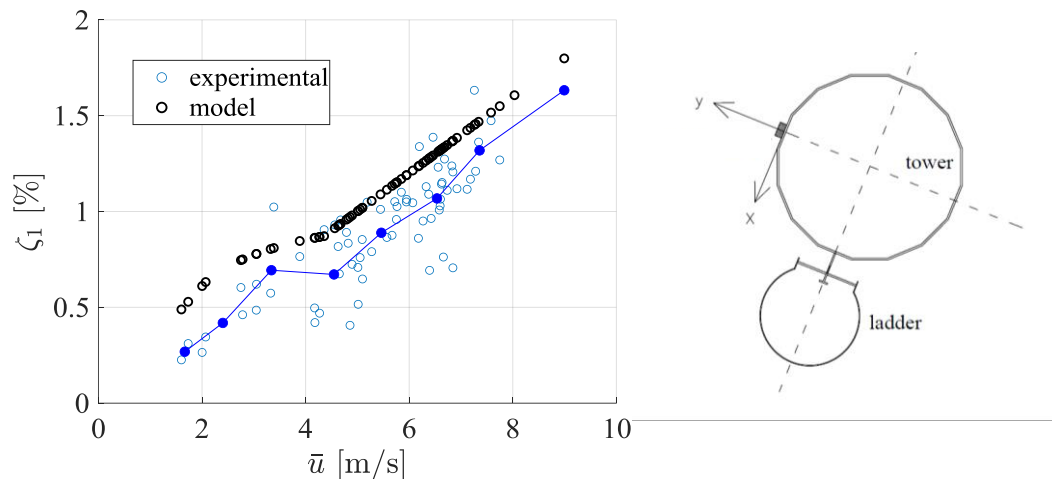 2
1.5
1
0.5
0
0 2 4 6 8 10
ζ₁ [%]
ū [m/s]
experimental
model
y
x
tower
ladder